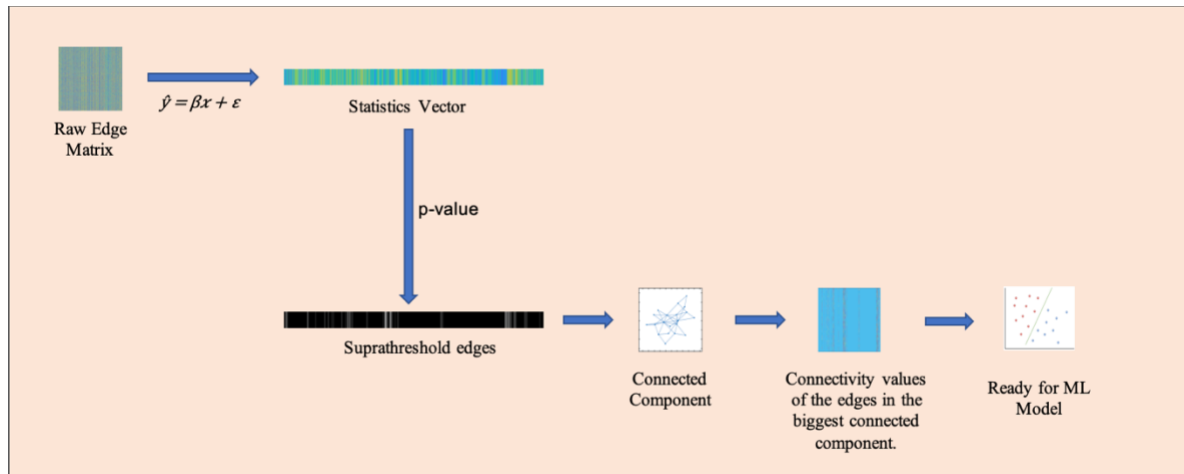 ŷ = βx + ε
Raw Edge
Matrix
Statistics Vector
p-value
Suprathreshold edges
Connected
Component
Connectivity values
of the edges in the
biggest connected
component.
Ready for ML
Model